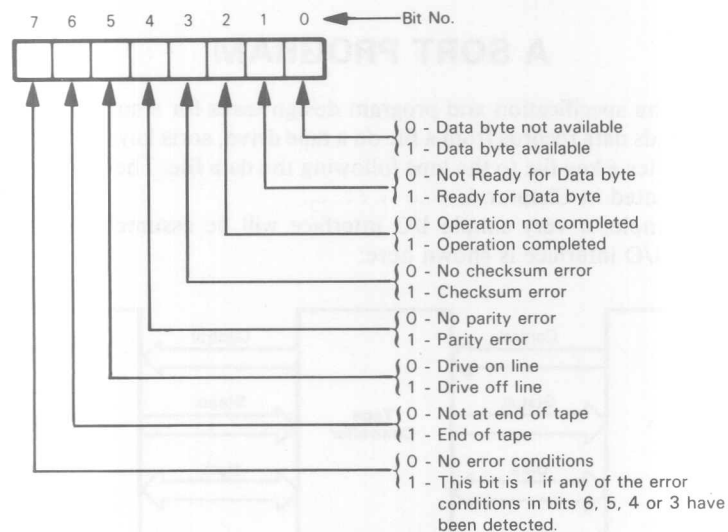 7 6 5 4 3 2 1 0 Bit No.
0 - Data byte not available
1 - Data byte available
0 - Not Ready for Data byte
1 - Ready for Data byte
0 - Operation not completed
1 - Operation completed
0 - No checksum error
1 - Checksum error
0 - No parity error
1 - Parity error
0 - Drive on line
1 - Drive off line
0 - Not at end of tape
1 - End of tape
0 - No error conditions
1 - This bit is 1 if any of the error
conditions in bits 6, 5, 4 or 3 have
been detected.